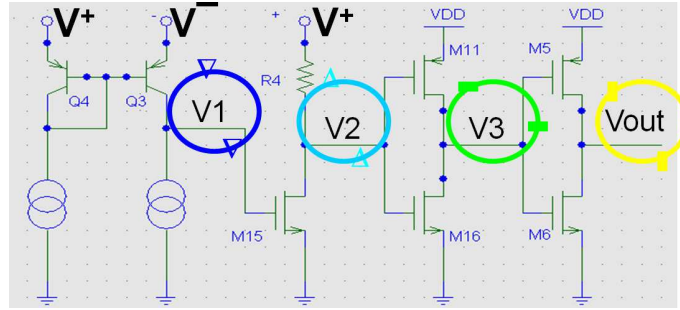 V+ V− + V+ VDD VDD
M11 M5
R4
Q4 Q3
V1 V2 V3 Vout
M15 M16 M6